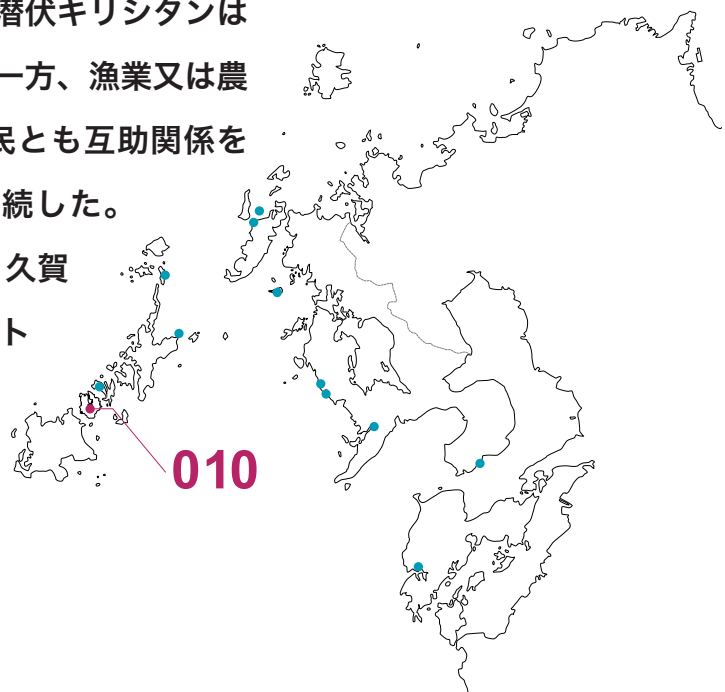 潜伏キリシタンは
一方、漁業又は農
民とも互助関係を
続した。
久賀
ト
010